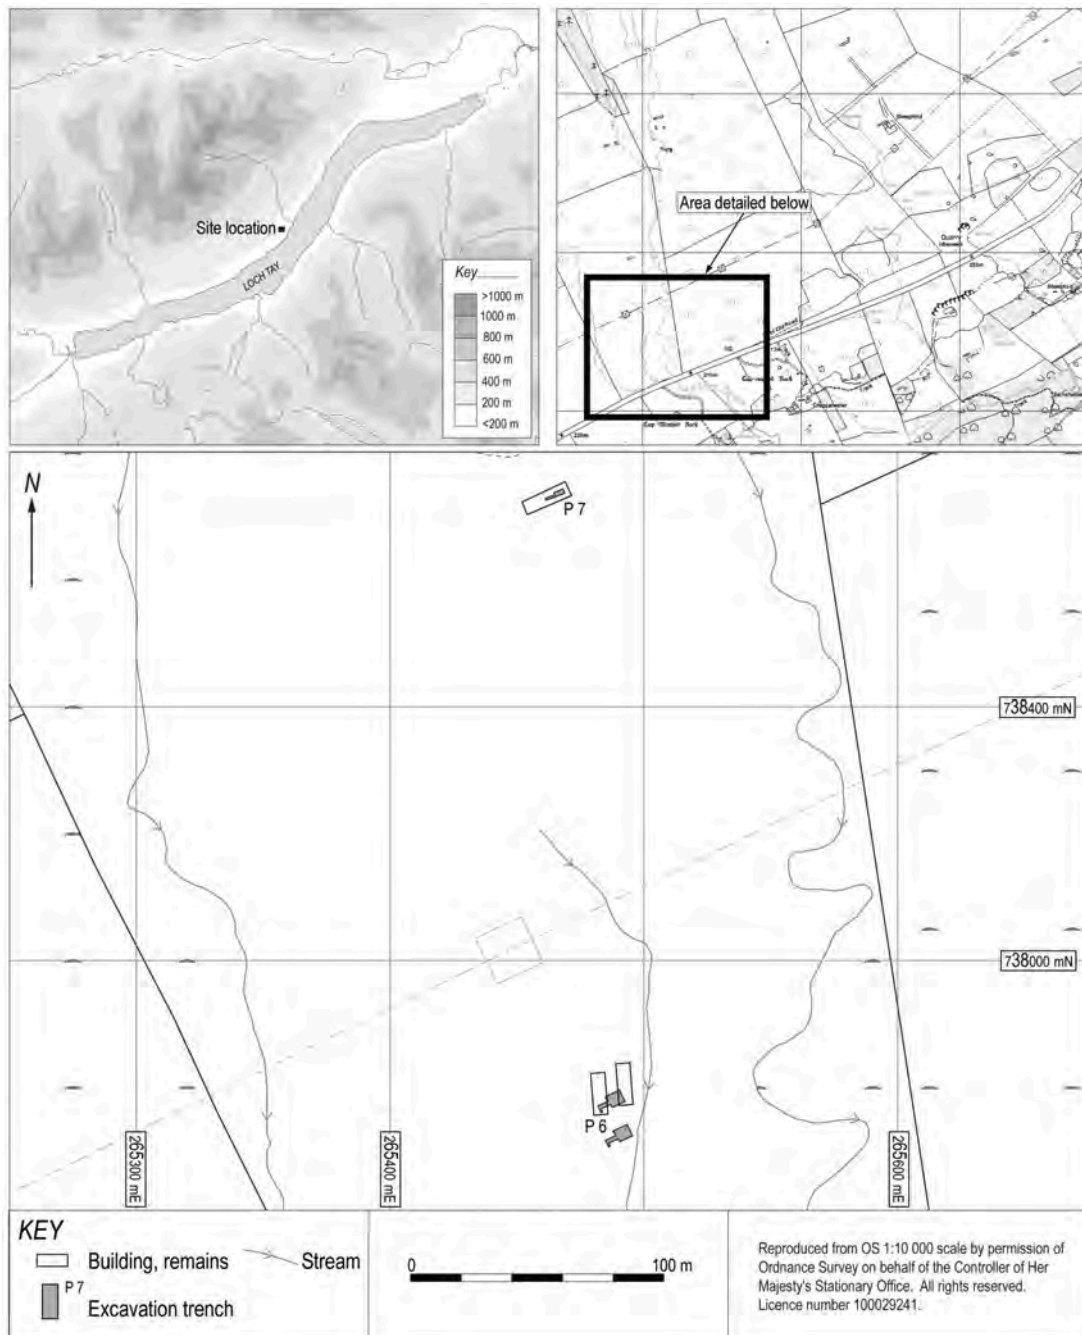 Site location
LOCH TAY
Key
>1000 m
1000 m
800 m
600 m
400 m
200 m
<200 m
Area detailed below
Sheepfold
Quarry
Track
N
P 7
738400 mN
738000 mN
P 6
265300 mE
265400 mE
265600 mE
KEY
Building, remains
Stream
P 7
Excavation trench
0
100 m
Reproduced from OS 1:10 000 scale by permission of
Ordnance Survey on behalf of the Controller of Her
Majesty's Stationary Office. All rights reserved.
Licence number 100029241.